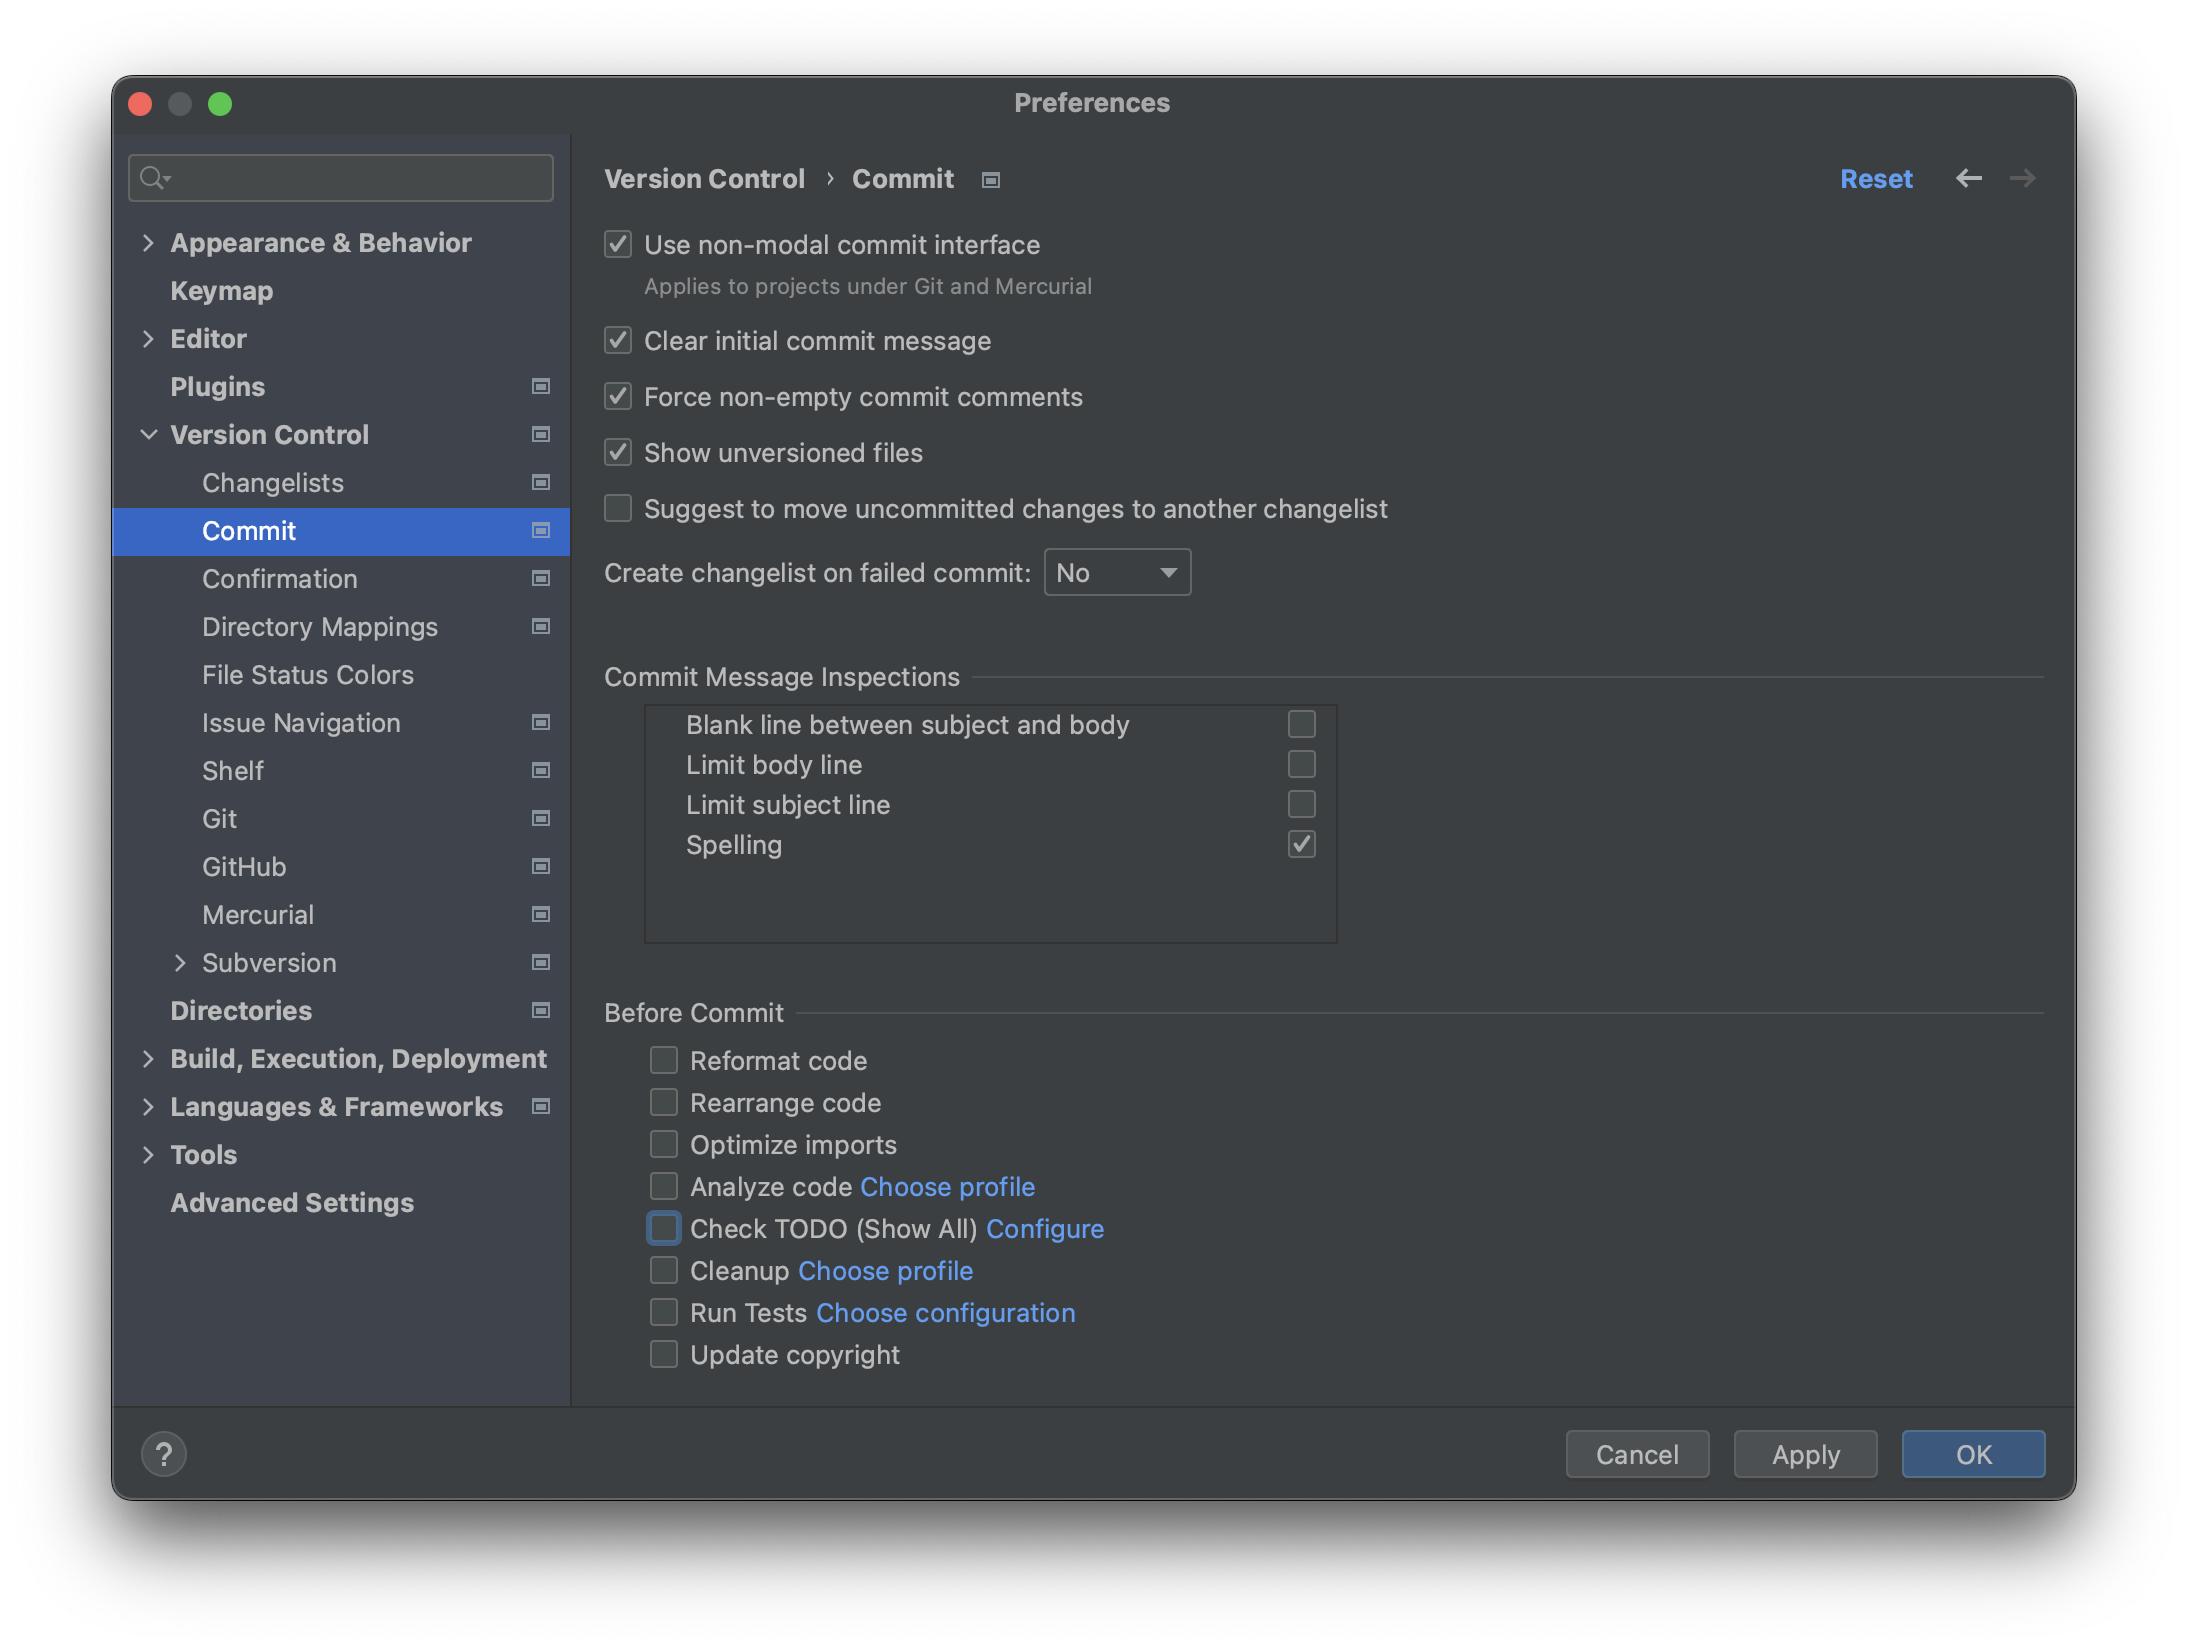 Preferences
Appearance & Behavior
Keymap
Editor
Plugins
Version Control
Changelists
Commit
Confirmation
Directory Mappings
File Status Colors
Issue Navigation
Shelf
Git
GitHub
Mercurial
Subversion
Directories
Build, Execution, Deployment
Languages & Frameworks
Tools
Advanced Settings
Version Control › Commit
Reset
Use non-modal commit interface
Applies to projects under Git and Mercurial
Clear initial commit message
Force non-empty commit comments
Show unversioned files
Suggest to move uncommitted changes to another changelist
Create changelist on failed commit: No
Commit Message Inspections
Blank line between subject and body
Limit body line
Limit subject line
Spelling
Before Commit
Reformat code
Rearrange code
Optimize imports
Analyze code Choose profile
Check TODO (Show All) Configure
Cleanup Choose profile
Run Tests Choose configuration
Update copyright
?
Cancel
Apply
OK